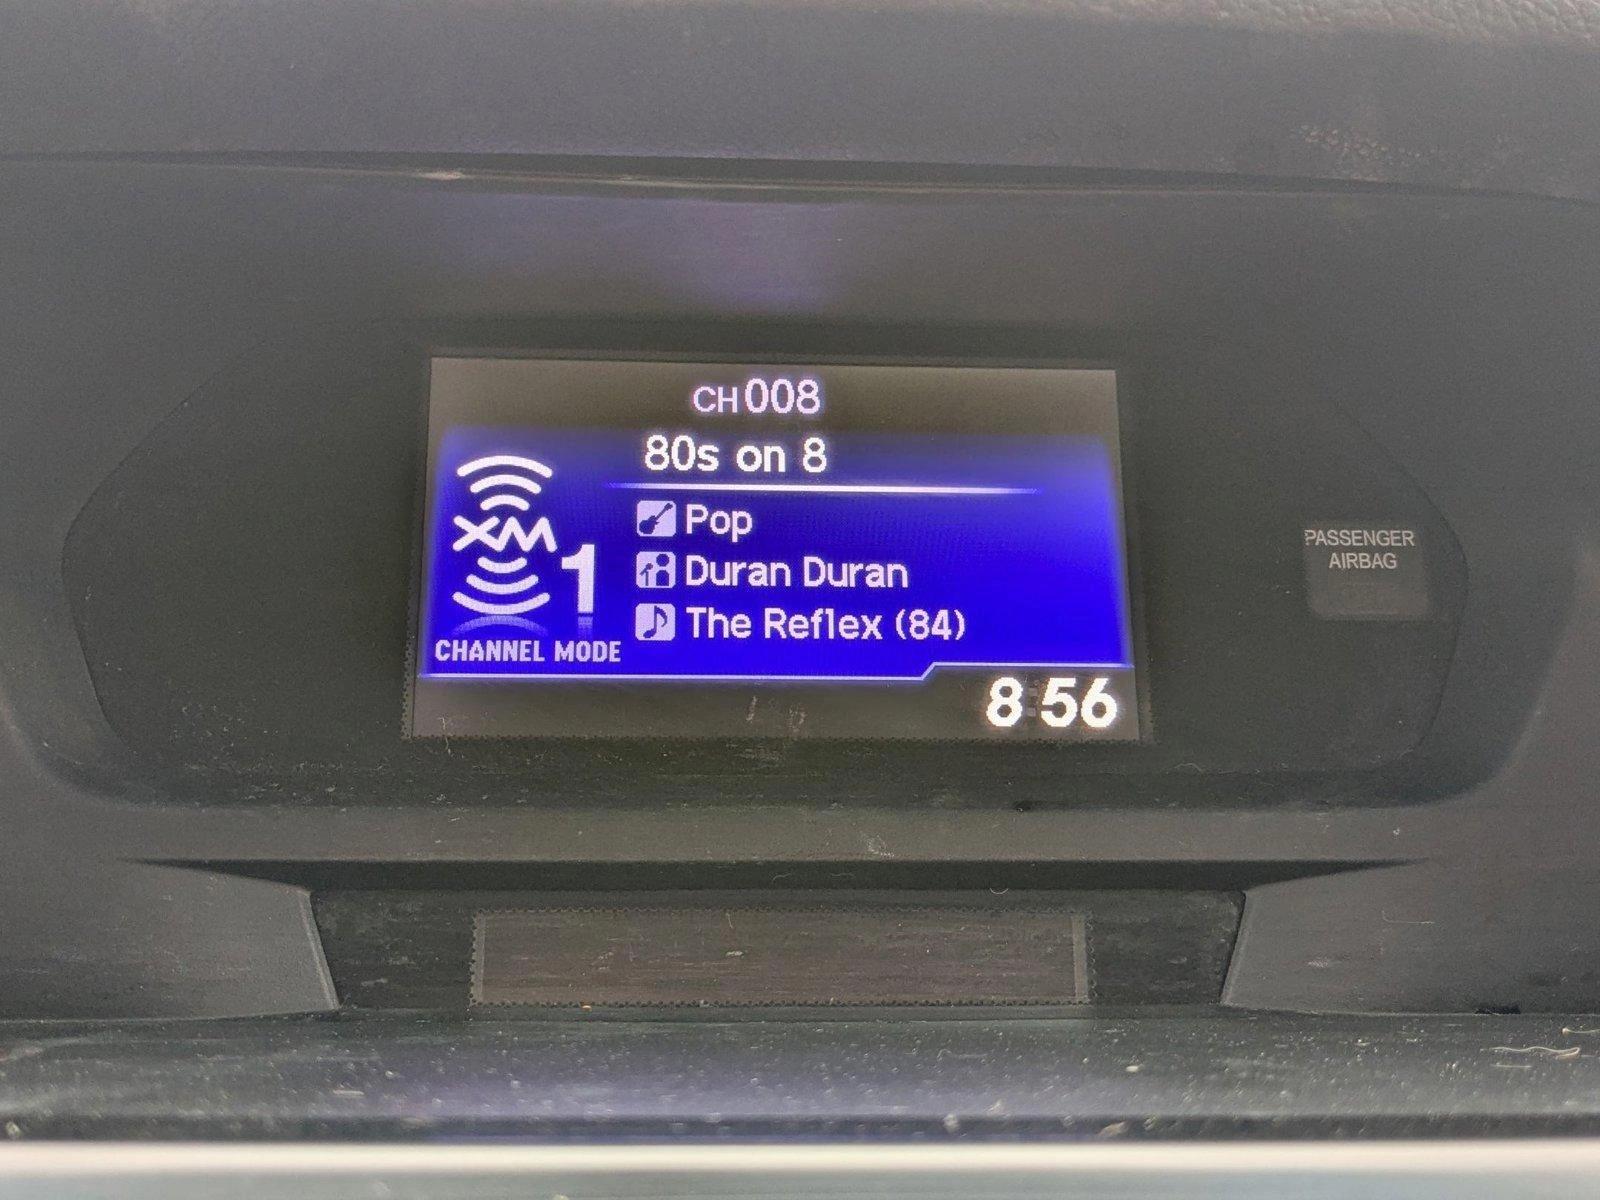 CH008
80s on 8
XM
1
Pop
Duran Duran
The Reflex (84)
CHANNEL MODE
8:56
PASSENGER
AIRBAG